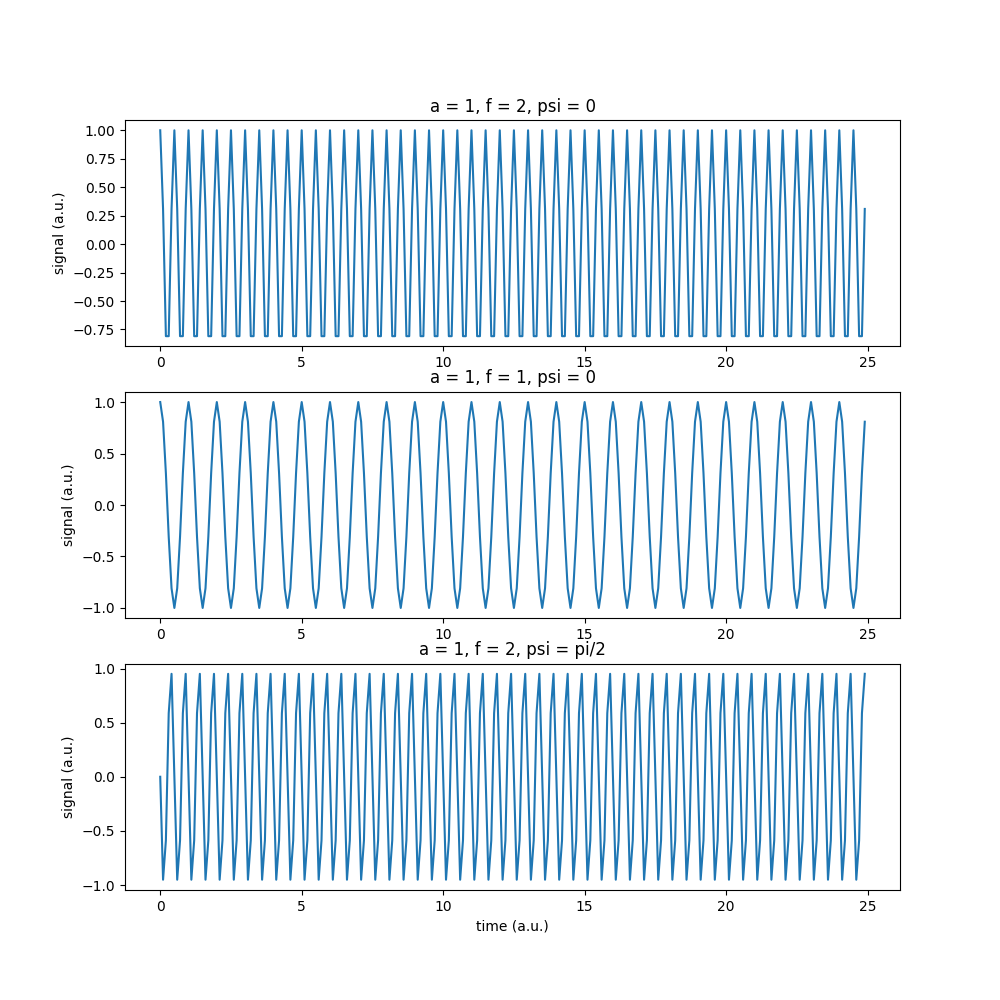 a = 1, f = 2, psi = 0
signal (a.u.)
1.00
0.75
0.50
0.25
0.00
−0.25
−0.50
−0.75
0 5 10 15 20 25
a = 1, f = 1, psi = 0
signal (a.u.)
1.0
0.5
0.0
−0.5
−1.0
0 5 10 15 20 25
a = 1, f = 2, psi = pi/2
signal (a.u.)
1.0
0.5
0.0
−0.5
−1.0
0 5 10 15 20 25
time (a.u.)